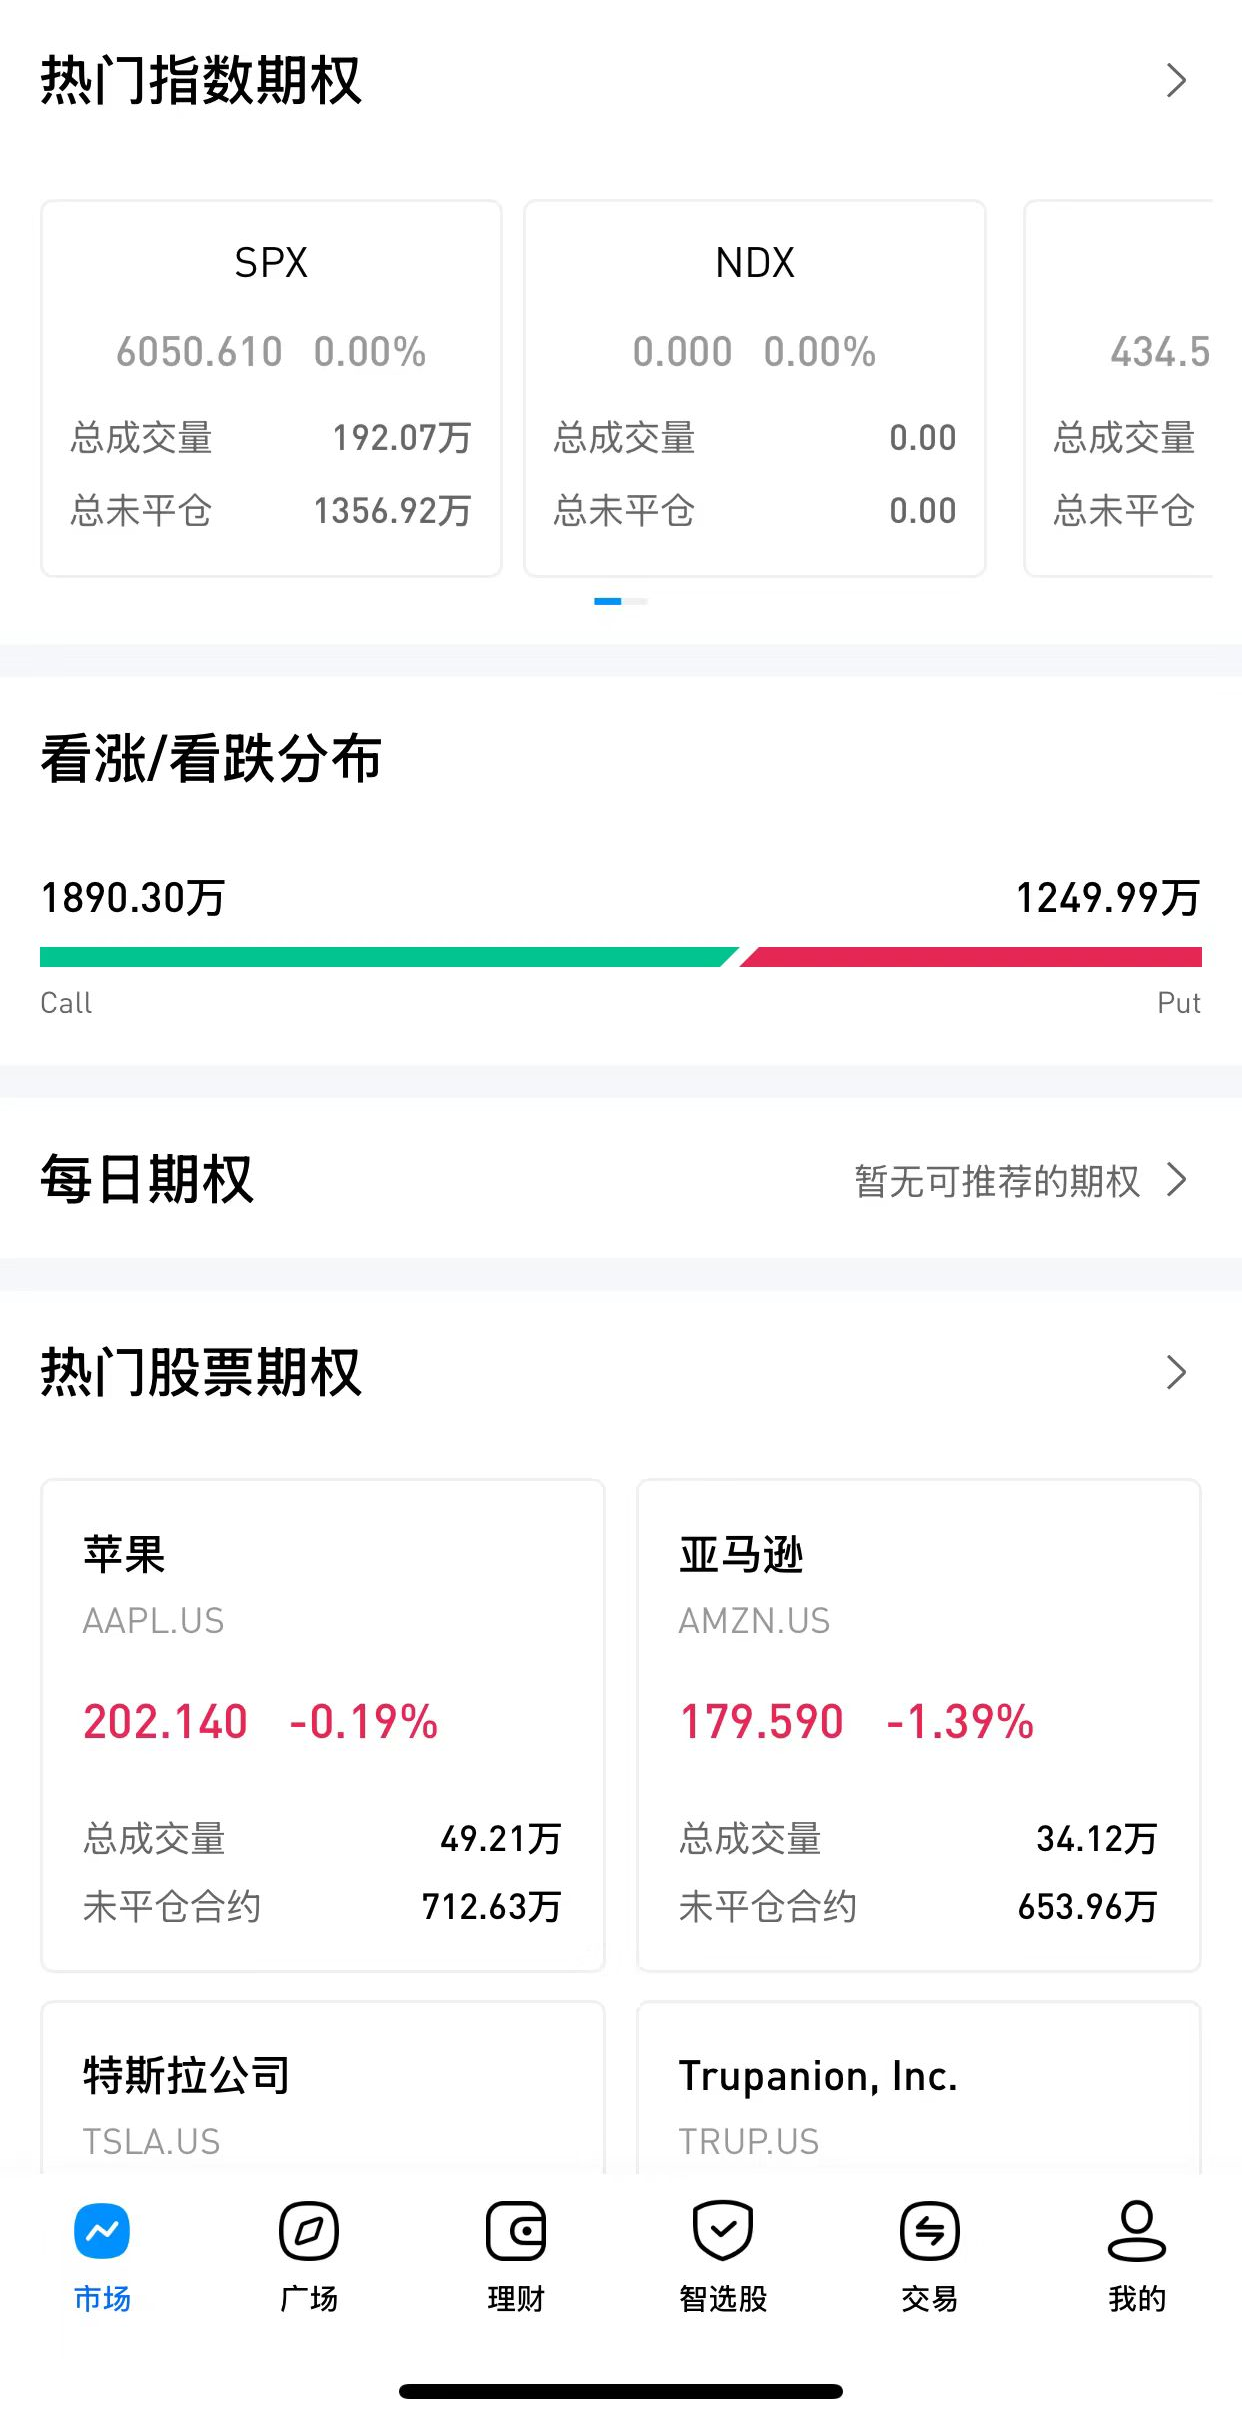 热门指数期权
SPX
6050.610 0.00%
总成交量 192.07万
总未平仓 1356.92万
NDX
0.000 0.00%
总成交量 0.00
总未平仓 0.00
434.5
总成交量
总未平仓
看涨/看跌分布
1890.30万 1249.99万
Call Put
每日期权 暂无可推荐的期权
热门股票期权
苹果
AAPL.US
202.140 -0.19%
总成交量 49.21万
未平仓合约 712.63万
亚马逊
AMZN.US
179.590 -1.39%
总成交量 34.12万
未平仓合约 653.96万
特斯拉公司
TSLA.US
Trupanion, Inc.
TRUP.US
市场 广场 理财 智选股 交易 我的